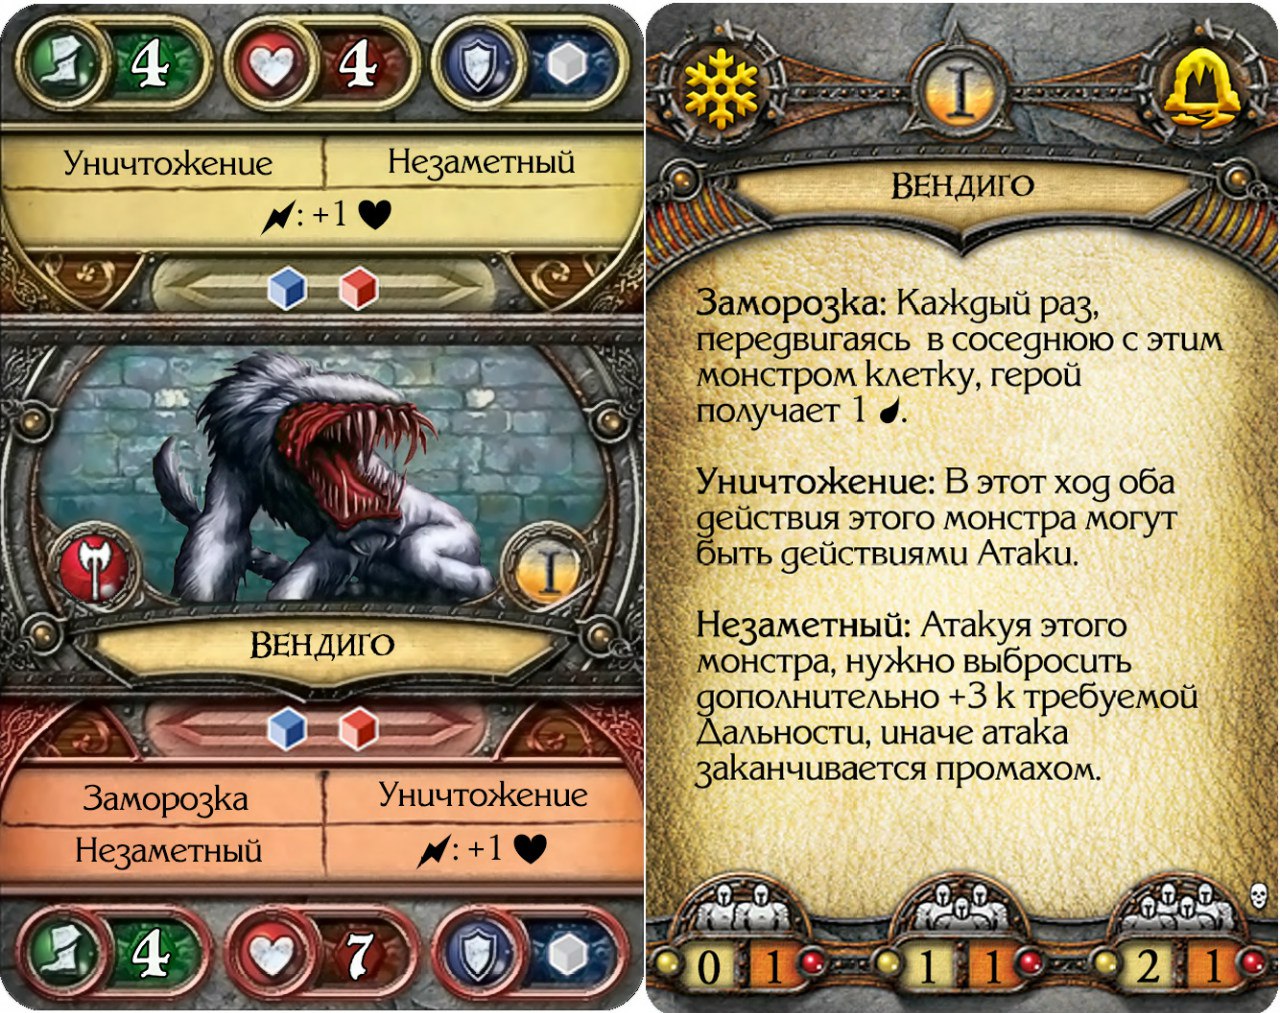 4 4
Уничтожение Незаметный
: +1
I
Вендиго
Заморозка Уничтожение
Незаметный : +1
4 7
I
Вендиго
Заморозка: Каждый раз,
передвигаясь в соседнюю с этим
монстром клетку, герой
получает 1 .
Уничтожение: В этот ход оба
действия этого монстра могут
быть действиями Атаки.
Незаметный: Атакуя этого
монстра, нужно выбросить
дополнительно +3 к требуемой
Дальности, иначе атака
заканчивается промахом.
0 1 1 1 2 1